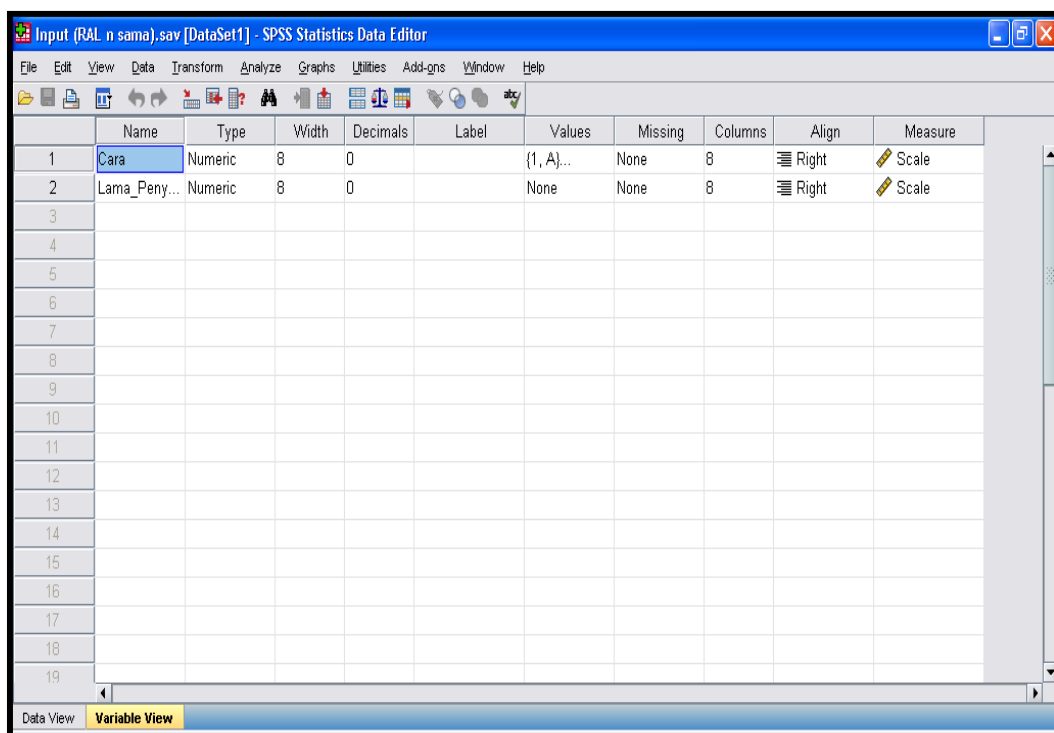 Input (RAL n sama).sav [DataSet1] - SPSS Statistics Data Editor
File Edit View Data Transform Analyze Graphs Utilities Add-ons Window Help
Name Type Width Decimals Label Values Missing Columns Align Measure
1 Cara Numeric 8 0 {1, A}... None 8 Right Scale
2 Lama_Peny... Numeric 8 0 None None 8 Right Scale
3
4
5
6
7
8
9
10
11
12
13
14
15
16
17
18
19
Data View Variable View